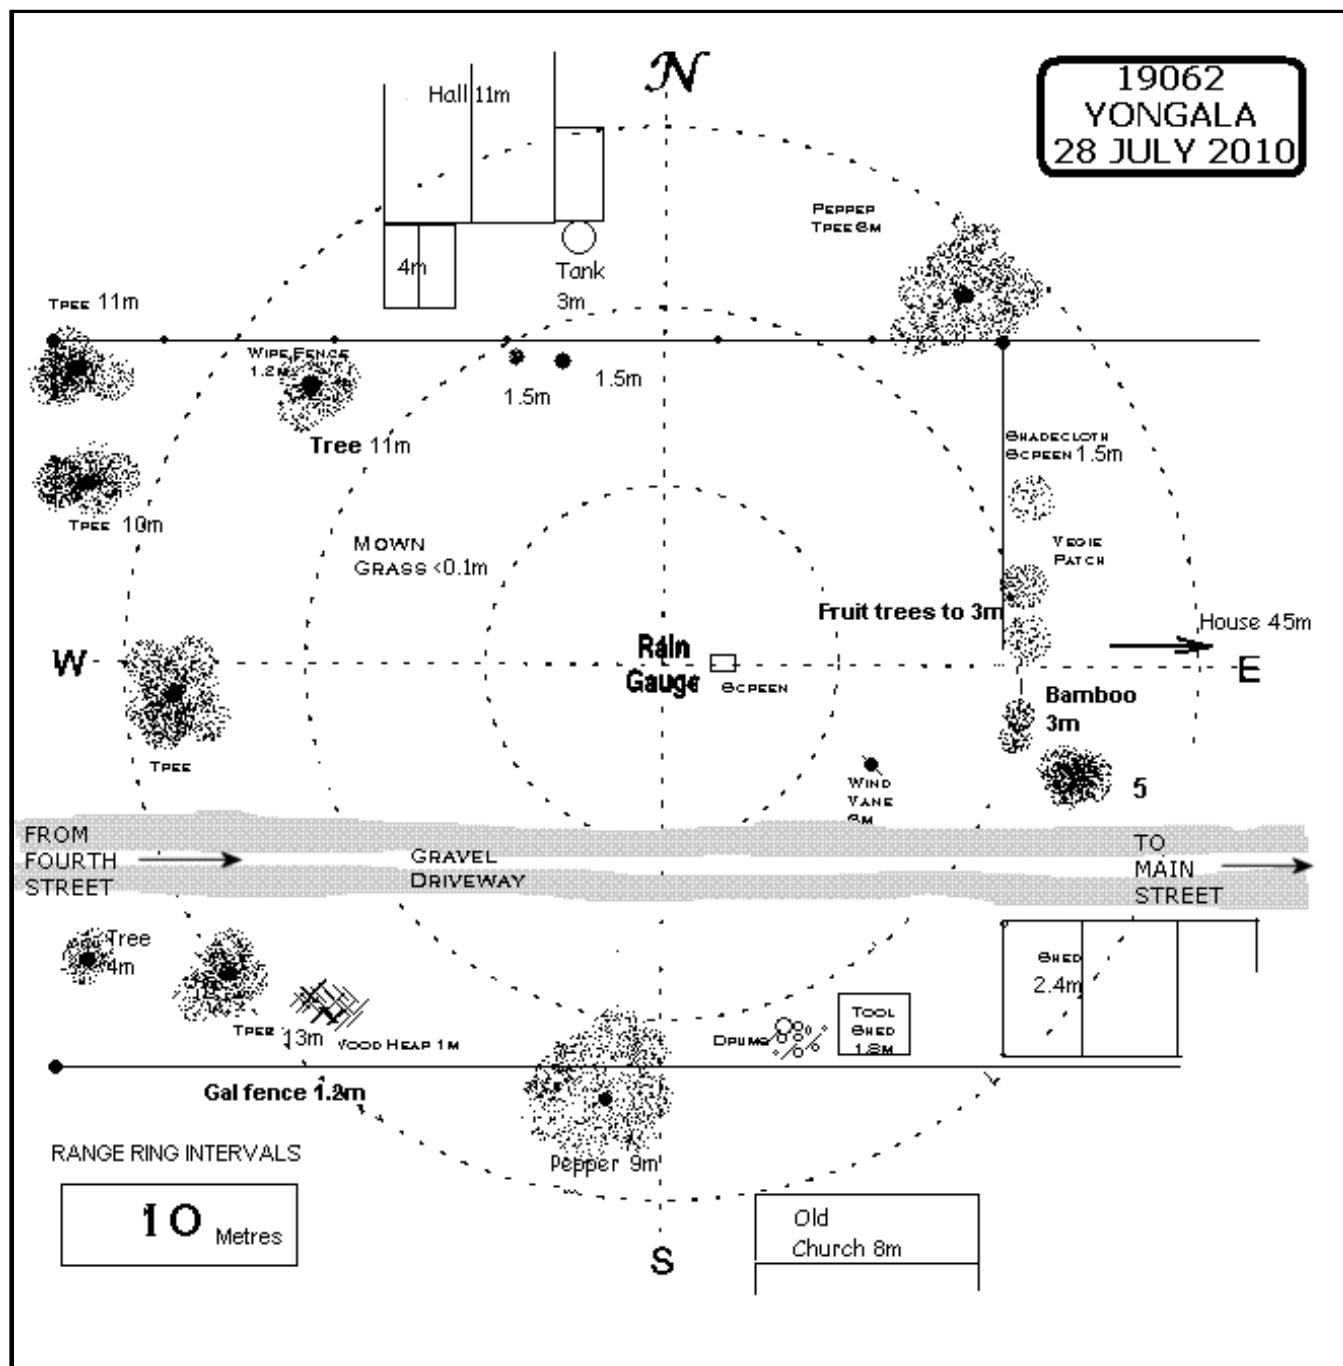 N
19062
YONGALA
28 JULY 2010
Hall 11m
PEPPER
TREE 8M
4m
Tank
3m
TREE 11m
WIRE FENCE
1.2M
1.5m
1.5m
Tree 11m
SHADECLOTH
SCREEN 1.5m
TREE 10m
MOWN
GRASS <0.1m
VEGIE
PATCH
Fruit trees to 3m
House 45m
W
Rain
Gauge
SCREEN
E
Bamboo
3m
TREE
WIND
VANE
5
FROM
FOURTH
STREET
GRAVEL
DRIVEWAY
TO
MAIN
STREET
Tree
4m
SHED
2.4m
TREE 13m
WOOD HEAP 1M
DRUMS
TOOL
SHED
1.8M
Gal fence 1.2m
Pepper 9m
RANGE RING INTERVALS
10 Metres
Old
Church 8m
S